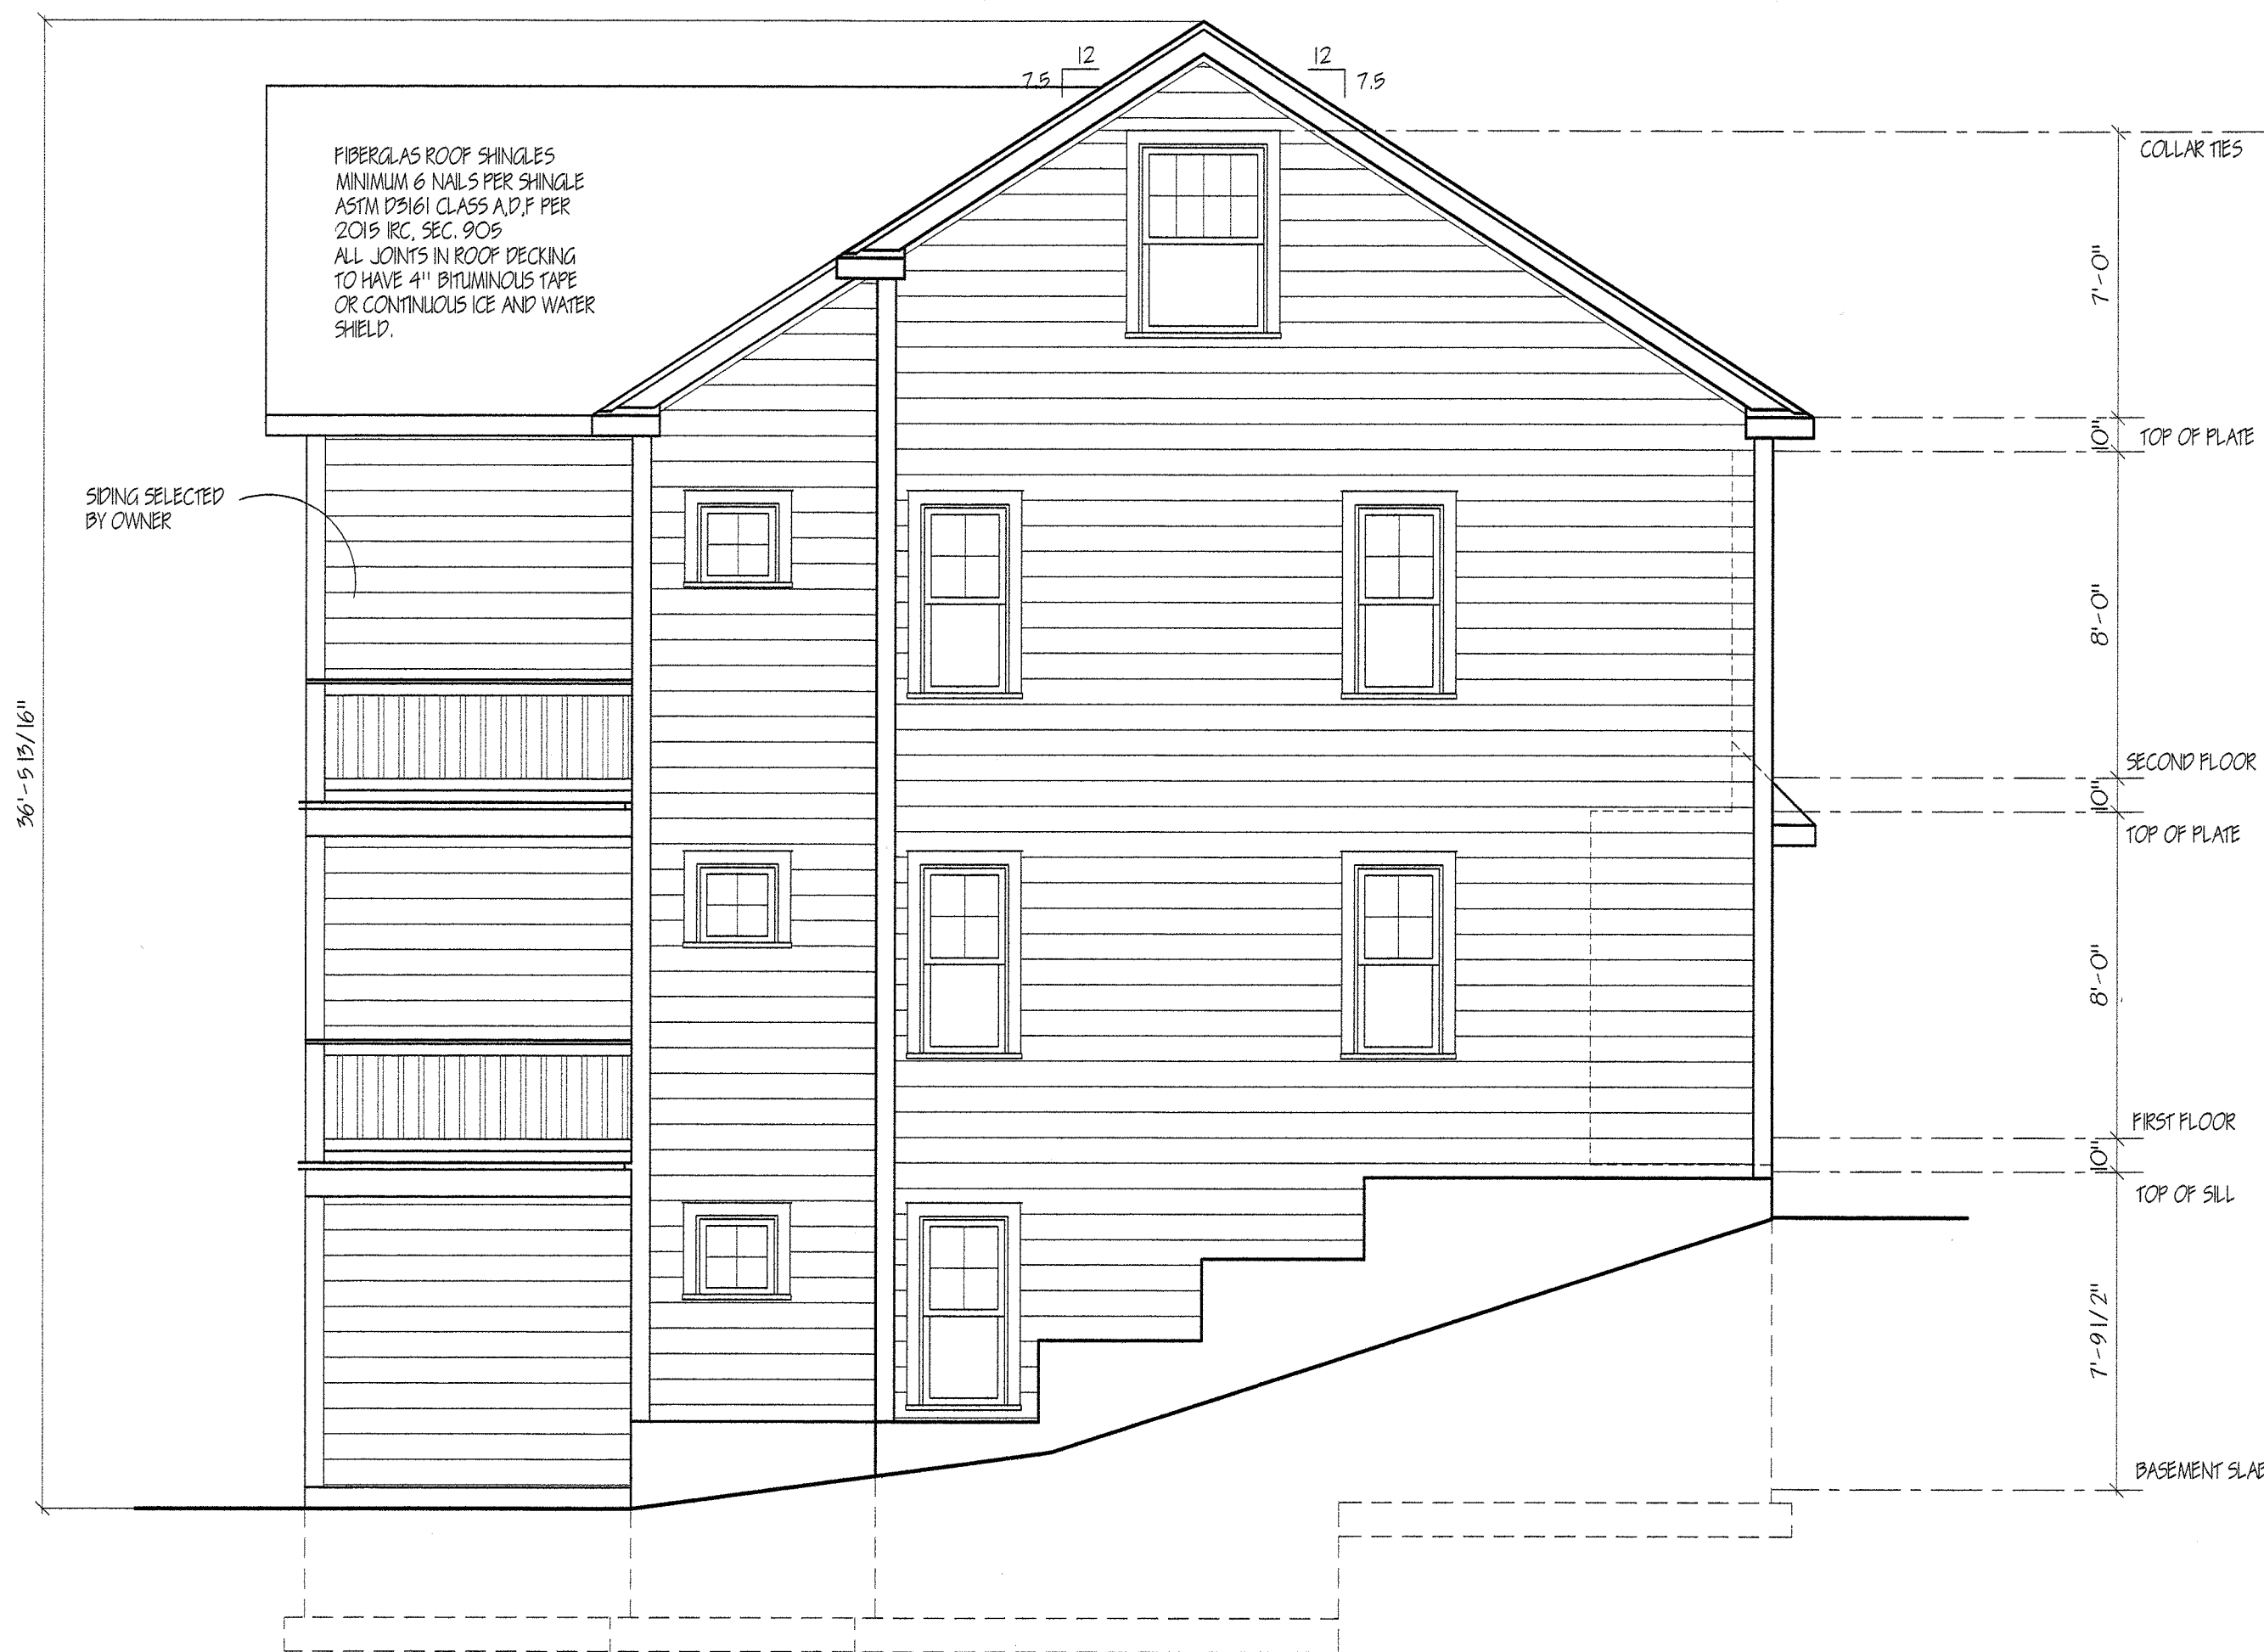 12
7.5
12
7.5
FIBERGLAS ROOF SHINGLES
MINIMUM 6 NAILS PER SHINGLE
ASTM D3161 CLASS A,D,F PER
2015 IRC, SEC. 905
ALL JOINTS IN ROOF DECKING
TO HAVE 4" BITUMINOUS TAPE
OR CONTINUOUS ICE AND WATER
SHIELD.
COLLAR TIES
7'-0"
10"
TOP OF PLATE
SIDING SELECTED
BY OWNER
8'-0"
36'-5 13/16"
SECOND FLOOR
10"
TOP OF PLATE
8'-0"
FIRST FLOOR
10"
TOP OF SILL
7'-9 1/2"
BASEMENT SLAB